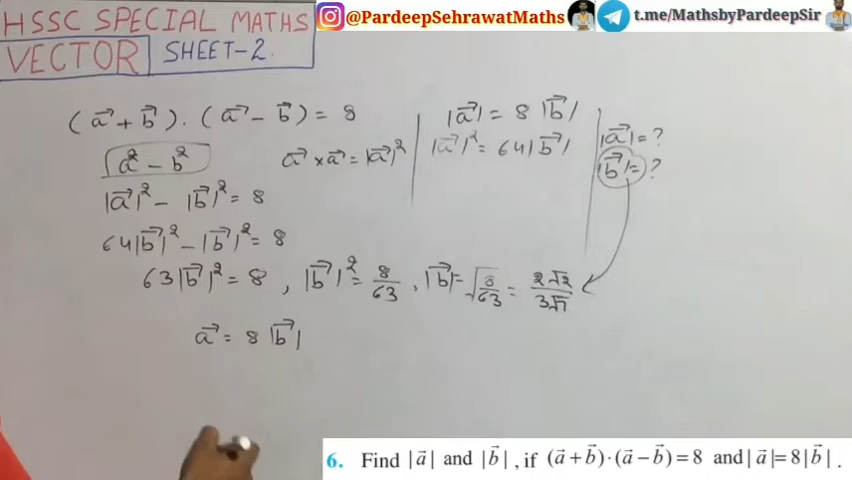 HSSC SPECIAL MATHS
@PardeepSehrawatMaths
t.me/MathsbyPardeepSir
VECTOR SHEET-2
(a⃗ + b⃗) . (a⃗ - b⃗) = 8
a² - b²
a⃗ × a⃗ = |a⃗|²
|a⃗|² - |b⃗|² = 8
64|b⃗|² - |b⃗|² = 8
63|b⃗|² = 8 , |b⃗|² = 8/63 , |b⃗| = √8/63 = 2√2/3√7
a⃗ = 8 |b⃗|
|a⃗| = 8 |b⃗|
|a⃗|² = 64|b⃗|
|a⃗| = ?
|b⃗| = ?
6. Find |a⃗| and |b⃗|, if (a⃗+b⃗)·(a⃗-b⃗)=8 and |a⃗|=8|b⃗|.